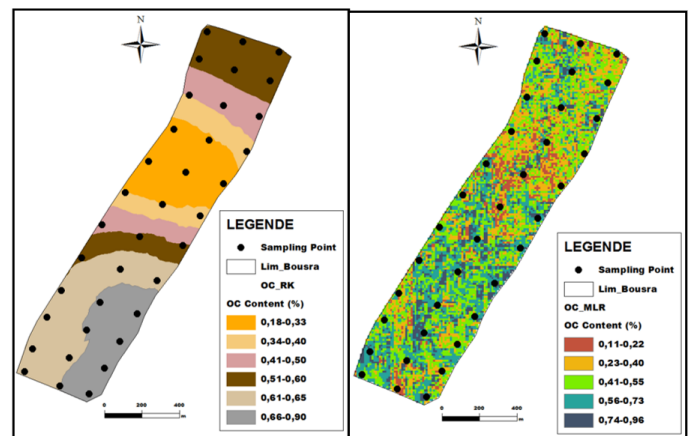 N
LEGENDE
Sampling Point
Lim_Bousra
OC_RK
OC Content (%)
0,18-0,33
0,34-0,40
0,41-0,50
0,51-0,60
0,61-0,65
0,66-0,90
0 200 400
m
N
LEGENDE
Sampling Point
Lim_Bousra
OC_MLR
OC Content (%)
0,11-0,22
0,23-0,40
0,41-0,55
0,56-0,73
0,74-0,96
0 200 400
m